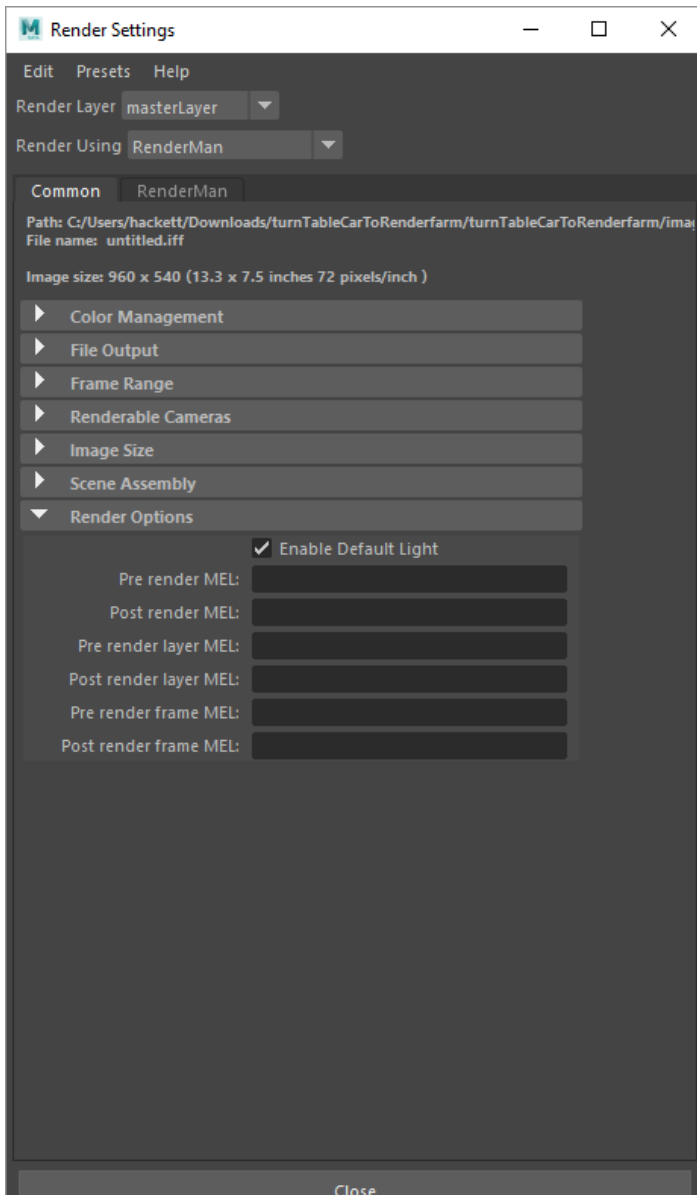 Render Settings
Edit Presets Help
Render Layer masterLayer
Render Using RenderMan
Common RenderMan
Path: C:/Users/hackett/Downloads/turnTableCarToRenderfarm/turnTableCarToRenderfarm/ima
File name: untitled.iff
Image size: 960 x 540 (13.3 x 7.5 inches 72 pixels/inch )
Color Management
File Output
Frame Range
Renderable Cameras
Image Size
Scene Assembly
Render Options
Enable Default Light
Pre render MEL:
Post render MEL:
Pre render layer MEL:
Post render layer MEL:
Pre render frame MEL:
Post render frame MEL:
Close